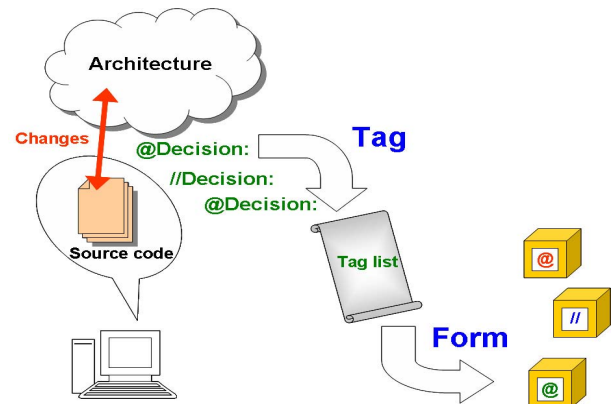 Architecture
Changes
@Decision:
//Decision:
@Decision:
Tag
Source code
Tag list
@
//
Form
@